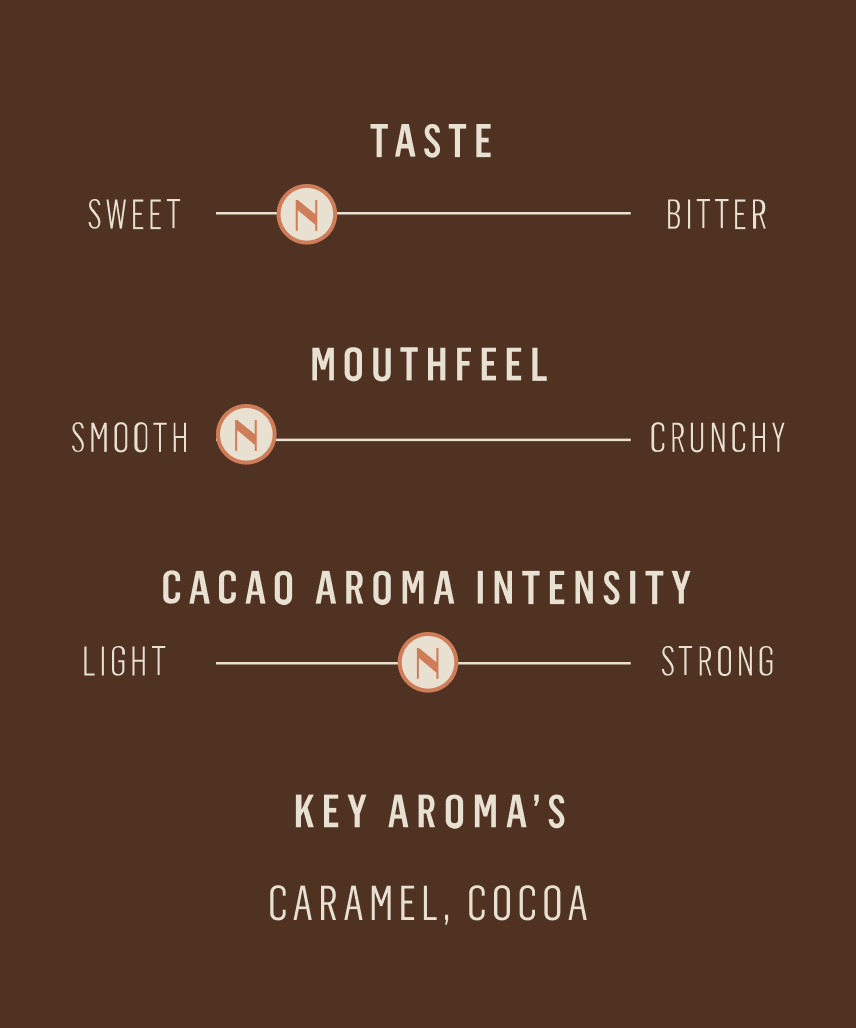 TASTE
SWEET N BITTER
MOUTHFEEL
SMOOTH N CRUNCHY
CACAO AROMA INTENSITY
LIGHT N STRONG
KEY AROMA’S
CARAMEL, COCOA